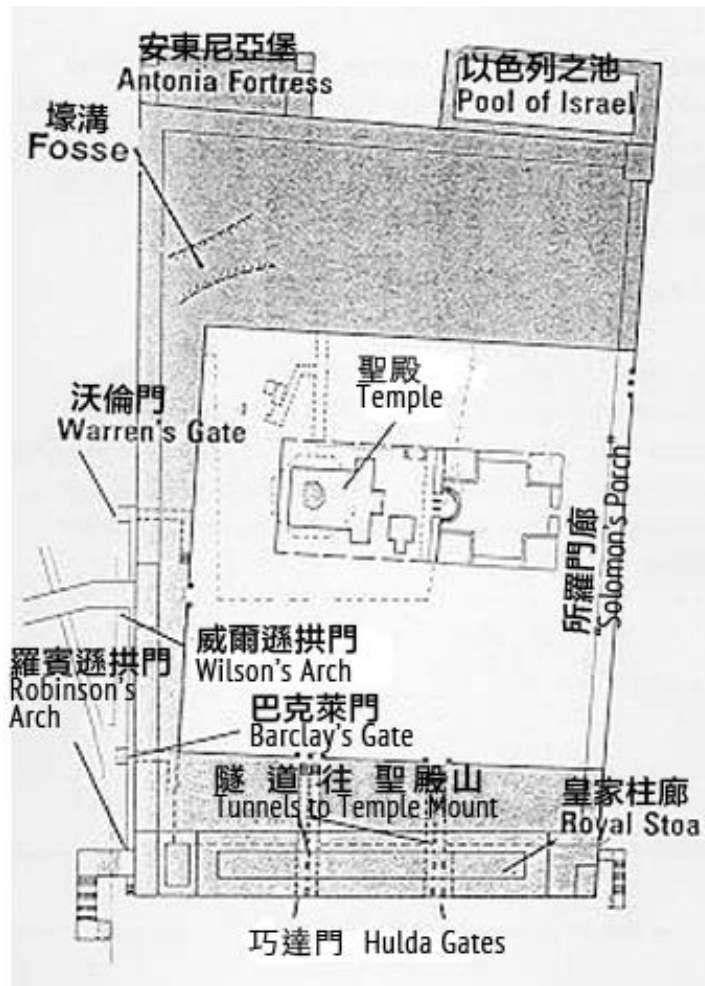 安東尼亞堡
Antonia Fortress
以色列之池
Pool of Israel
壕溝
Fosse
聖殿
Temple
沃倫門
Warren's Gate
所羅門廊
"Solomon's Porch"
威爾遜拱門
Wilson's Arch
羅賓遜拱門
Robinson's
Arch
巴克萊門
Barclay's Gate
隧道往聖殿山
Tunnels to Temple Mount
皇家柱廊
Royal Stoa
巧達門 Hulda Gates